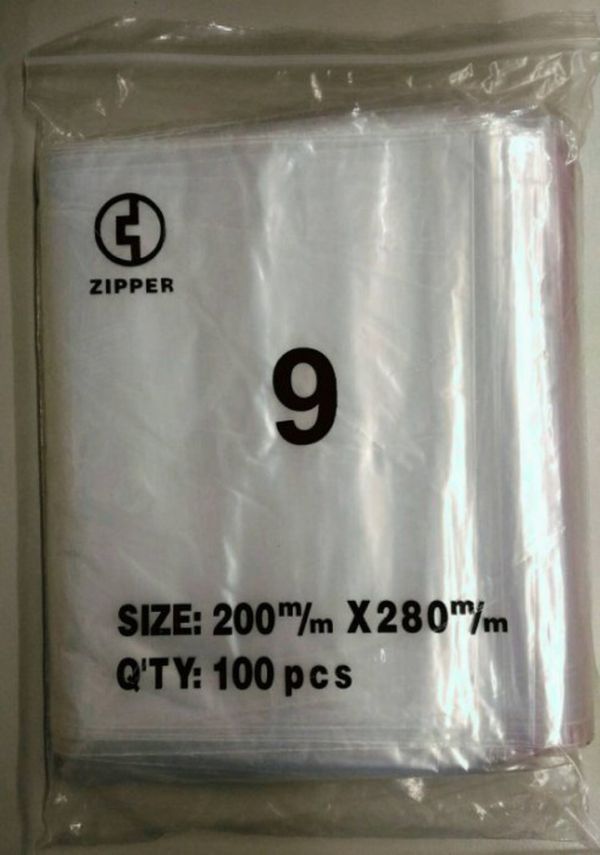 ZIPPER
9
SIZE: 200m/m X280m/m
Q'TY: 100 pcs